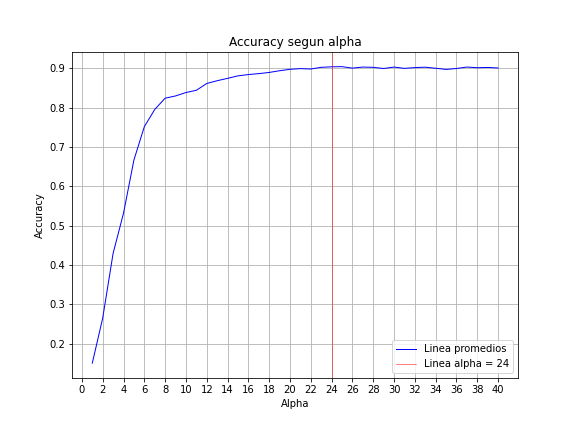 Accuracy segun alpha
Accuracy
0.9
0.8
0.7
0.6
0.5
0.4
0.3
0.2
Linea promedios
Linea alpha = 24
0 2 4 6 8 10 12 14 16 18 20 22 24 26 28 30 32 34 36 38 40
Alpha